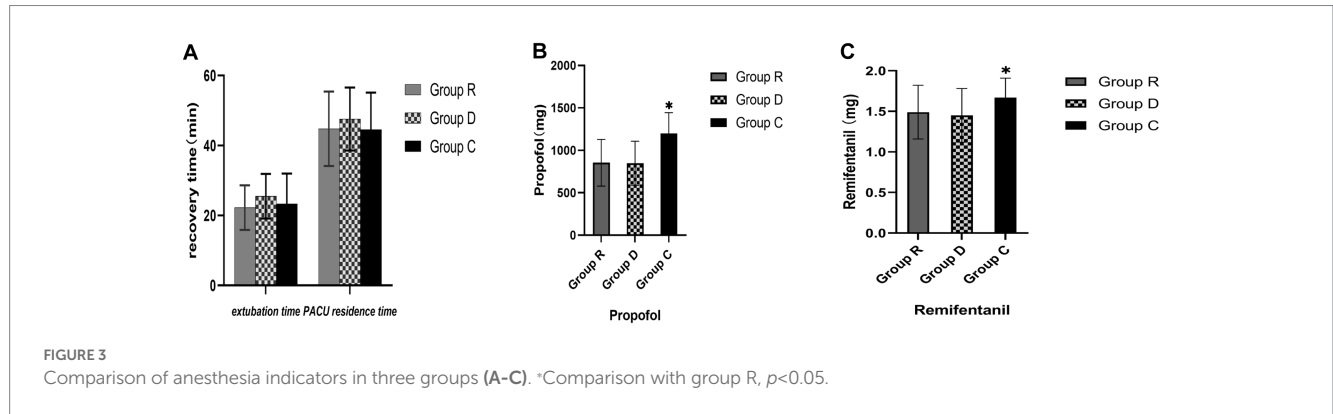 A
recovery time（min）
60
40
20
0
extubation time PACU residence time
Group R
Group D
Group C
B
Propofol（mg）
2000
1500
1000
500
0
*
Group R
Group D
Group C
Propofol
Group R
Group D
Group C
C
Remifentanil （mg）
2.0
1.5
1.0
0.5
0.0
*
Group R
Group D
Group C
Remifentanil
Group R
Group D
Group C
FIGURE 3
Comparison of anesthesia indicators in three groups (A-C). *Comparison with group R, p<0.05.